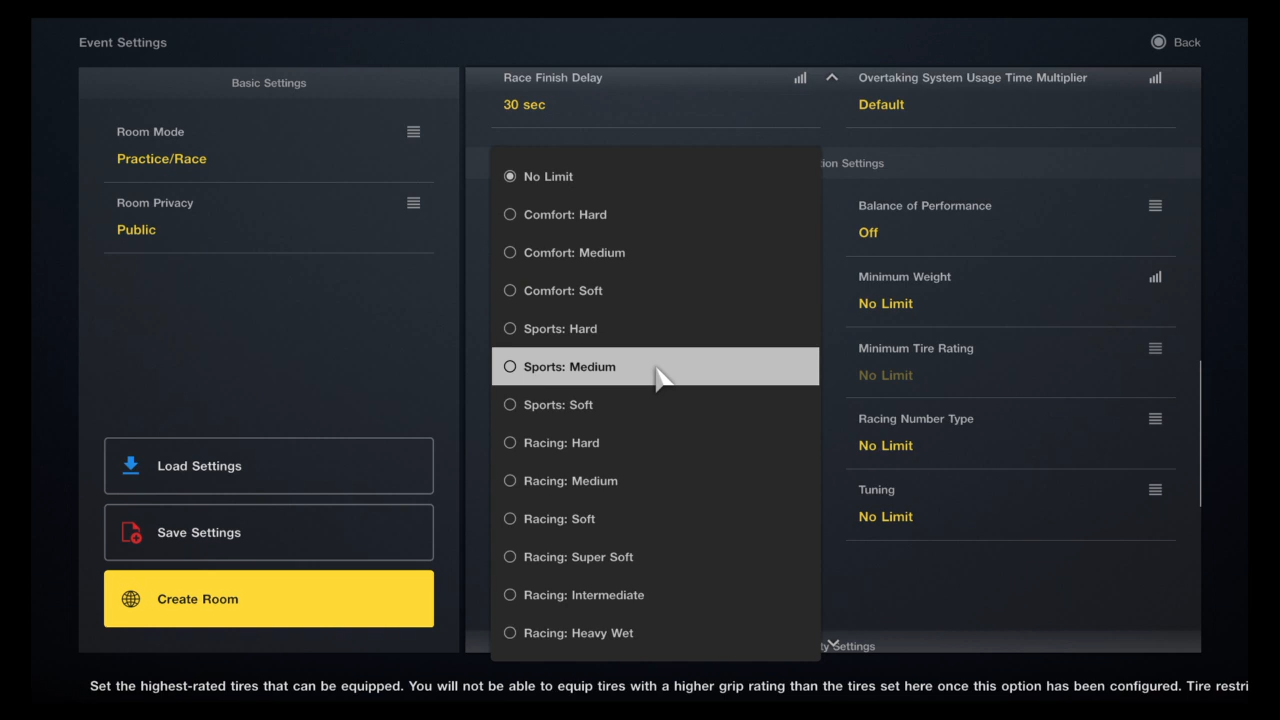 Event Settings
Back
Basic Settings
Room Mode
Practice/Race
Room Privacy
Public
Load Settings
Save Settings
Create Room
Race Finish Delay
30 sec
Overtaking System Usage Time Multiplier
Default
No Limit
Comfort: Hard
Comfort: Medium
Comfort: Soft
Sports: Hard
Sports: Medium
Sports: Soft
Racing: Hard
Racing: Medium
Racing: Soft
Racing: Super Soft
Racing: Intermediate
Racing: Heavy Wet
ion Settings
Balance of Performance
Off
Minimum Weight
No Limit
Minimum Tire Rating
No Limit
Racing Number Type
No Limit
Tuning
No Limit
ty Settings
Set the highest-rated tires that can be equipped. You will not be able to equip tires with a higher grip rating than the tires set here once this option has been configured. Tire restri